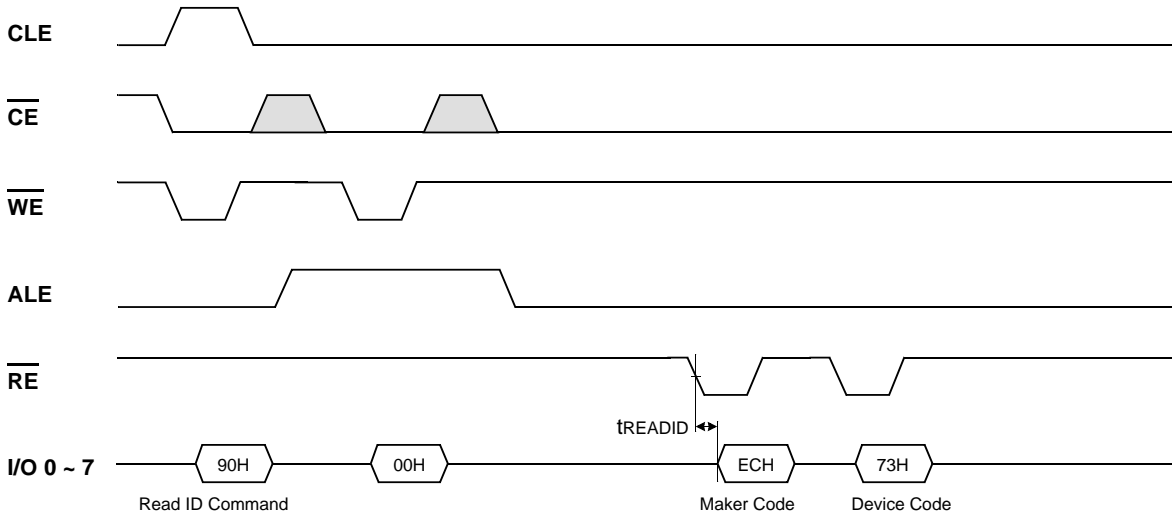 CLE
CE
WE
ALE
RE
tREADID
I/O 0 ~ 7
90H
00H
ECH
73H
Read ID Command
Maker Code
Device Code